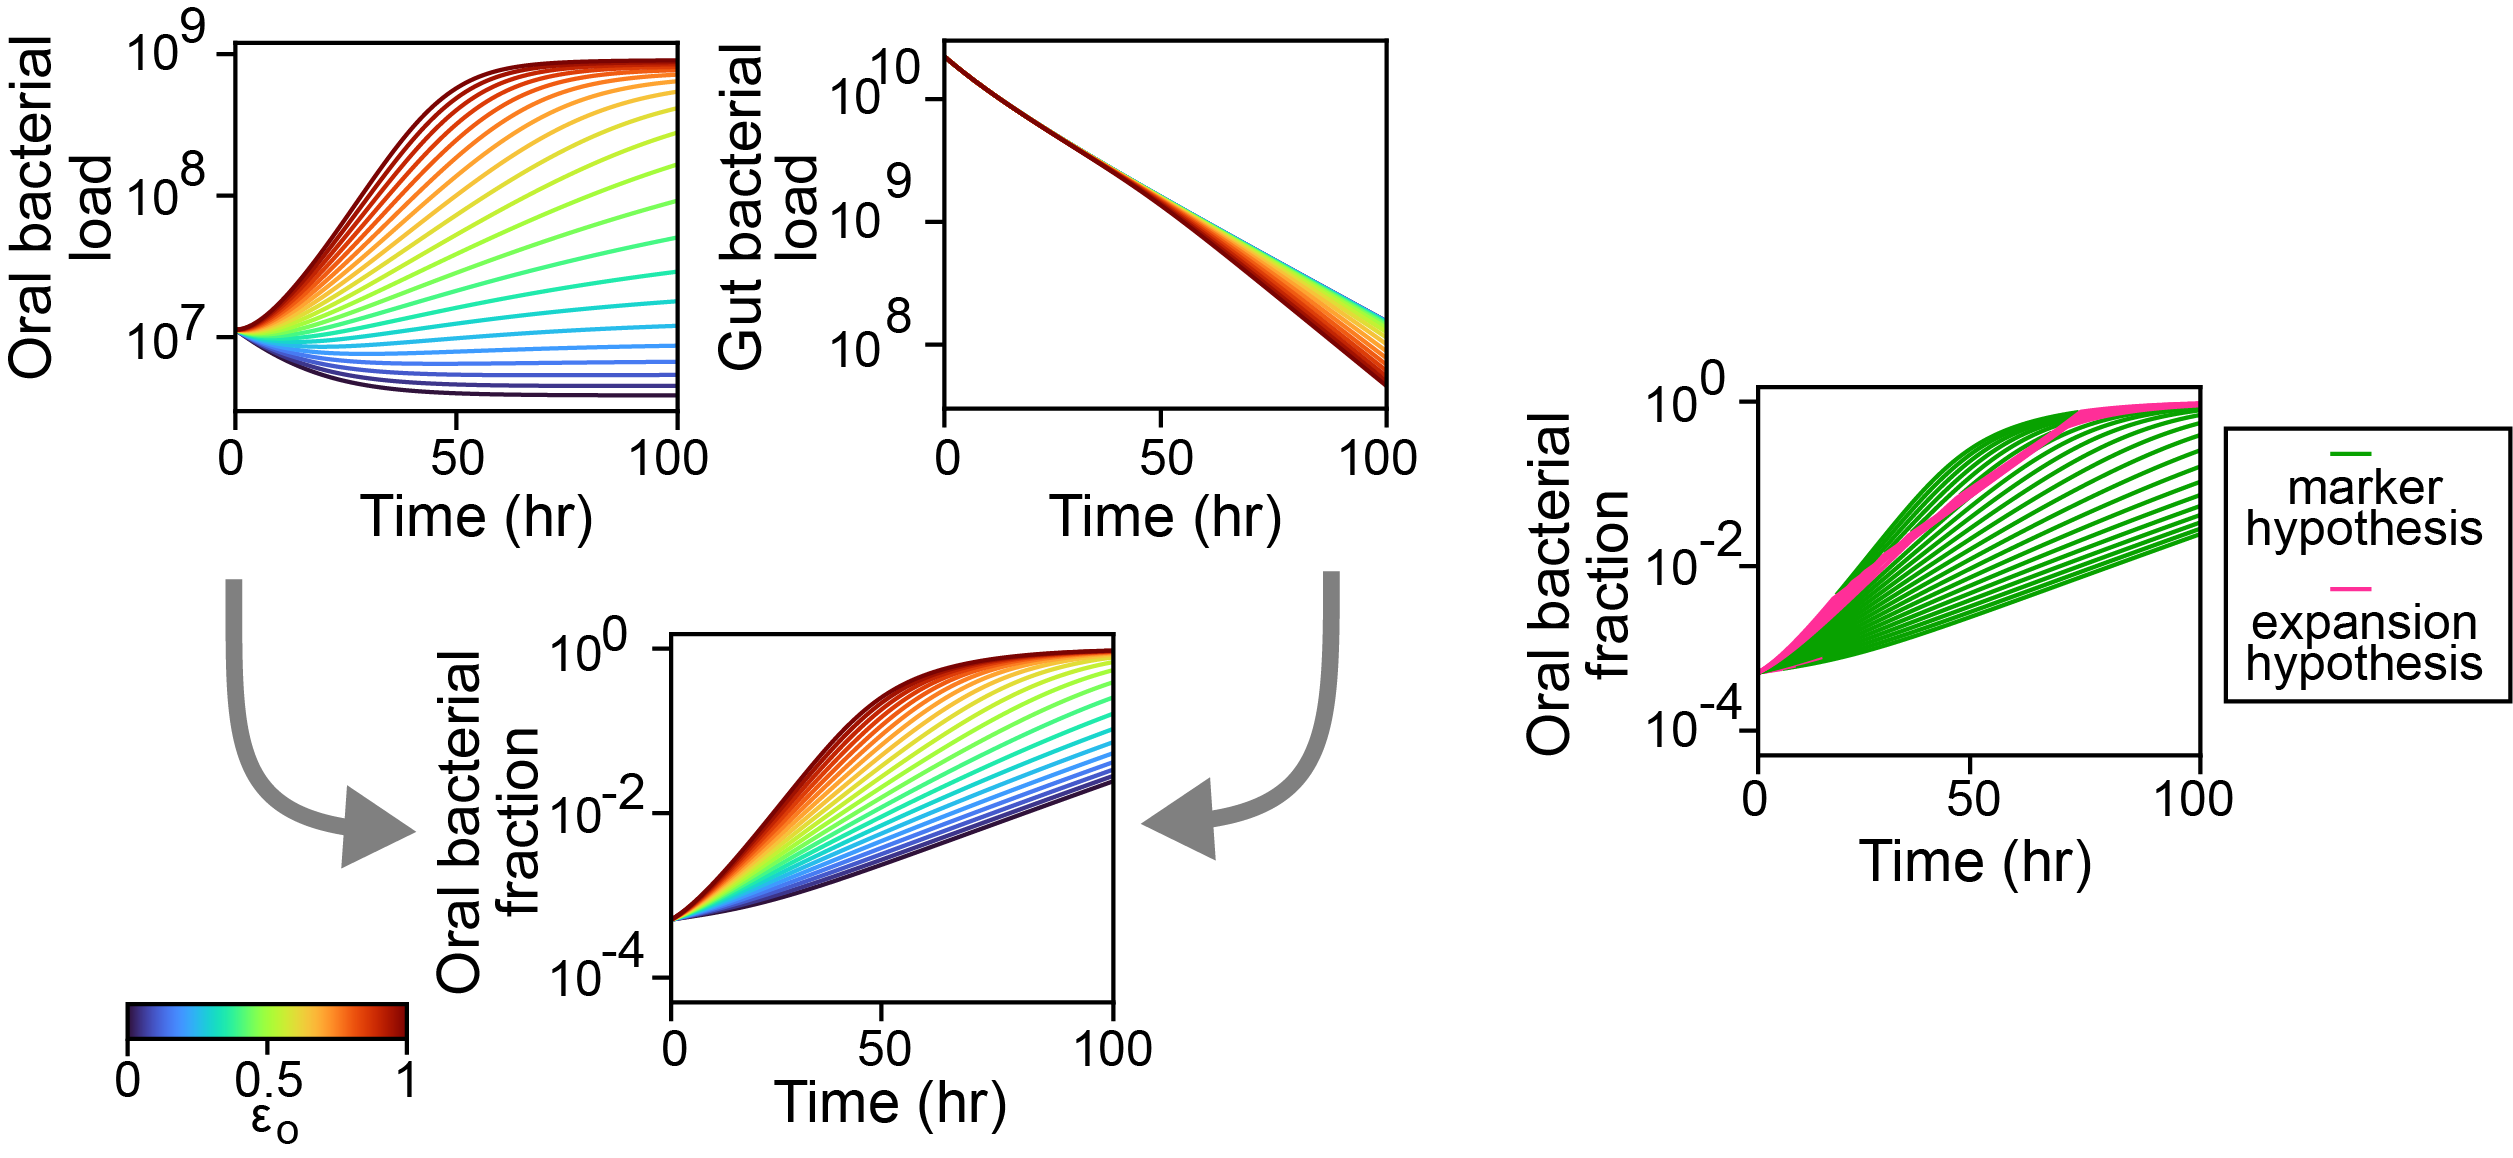 Oral bacterial
load
10^9
10^8
10^7
0 50 100
Time (hr)
Gut bacterial
load
10^10
10^9
10^8
0 50 100
Time (hr)
Oral bacterial
fraction
10^0
10^-2
10^-4
0 50 100
Time (hr)
0 0.5 1
ε_o
Oral bacterial
fraction
10^0
10^-2
10^-4
0 50 100
Time (hr)
marker
hypothesis
expansion
hypothesis